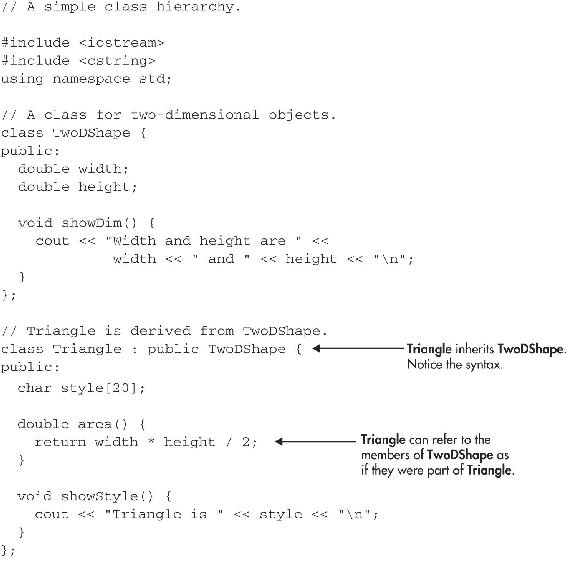 // A simple class hierarchy.

#include <iostream>
#include <cstring>
using namespace std;

// A class for two-dimensional objects.
class TwoDShape {
public:
  double width;
  double height;

  void showDim() {
    cout << "Width and height are " <<
             width << " and " << height << "\n";
  }
};

// Triangle is derived from TwoDShape.
class Triangle : public TwoDShape {
Triangle inherits TwoDShape.
Notice the syntax.
public:
  char style[20];

  double area() {
    return width * height / 2;
Triangle can refer to the
members of TwoDShape as
if they were part of Triangle.
  }

  void showStyle() {
    cout << "Triangle is " << style << "\n";
  }
};